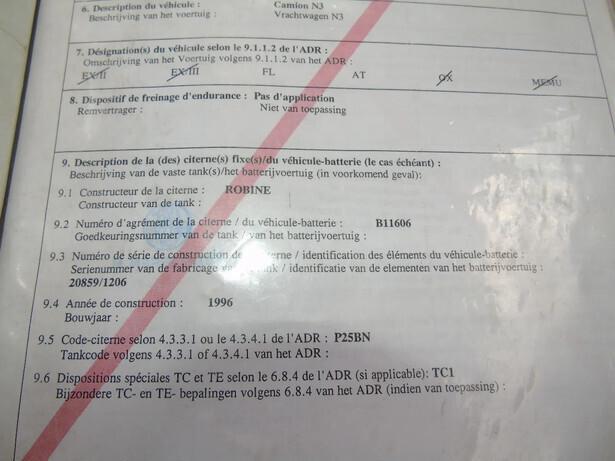 6. Description du véhicule : Camion N3
Beschrijving van het voertuig : Vrachtwagen N3
7. Désignation(s) du véhicule selon le 9.1.1.2 de l'ADR :
Omschrijving van het Voertuig volgens 9.1.1.2 van het ADR :
EX/II EX/III FL AT OX MEMU
8. Dispositif de freinage d'endurance : Pas d'application
Remvertrager : Niet van toepassing
9. Description de la (des) citerne(s) fixe(s)/du véhicule-batterie (le cas échéant) :
Beschrijving van de vaste tank(s)/het batterijvoertuig (in voorkomend geval):
9.1 Constructeur de la citerne : ROBINE
Constructeur van de tank :
9.2 Numéro d'agrément de la citerne / du véhicule-batterie : B11606
Goedkeuringsnummer van de tank / van het batterijvoertuig :
9.3 Numéro de série de construction de citerne / identification des éléments du véhicule-batterie :
Serienummer van de fabricage van de tank / identificatie van de elementen van het batterijvoertuig :
20859/1206
9.4 Année de construction : 1996
Bouwjaar :
9.5 Code-citerne selon 4.3.3.1 ou le 4.3.4.1 de l'ADR : P25BN
Tankcode volgens 4.3.3.1 of 4.3.4.1 van het ADR :
9.6 Dispositions spéciales TC et TE selon le 6.8.4 de l'ADR (si applicable): TC1
Bijzondere TC- en TE- bepalingen volgens 6.8.4 van het ADR (indien van toepassing) :